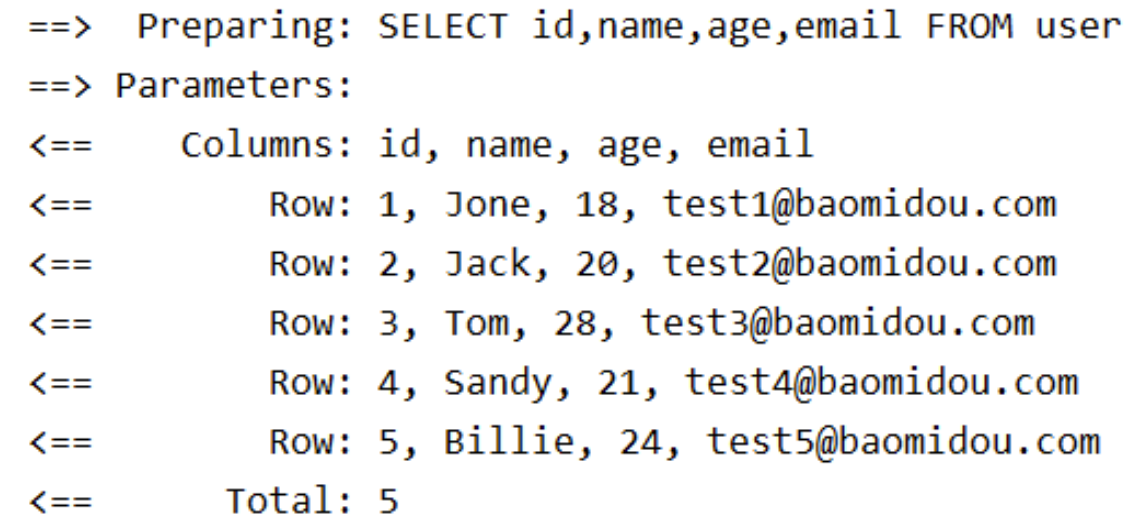 ==>  Preparing: SELECT id,name,age,email FROM user
==> Parameters:
<==    Columns: id, name, age, email
<==        Row: 1, Jone, 18, test1@baomidou.com
<==        Row: 2, Jack, 20, test2@baomidou.com
<==        Row: 3, Tom, 28, test3@baomidou.com
<==        Row: 4, Sandy, 21, test4@baomidou.com
<==        Row: 5, Billie, 24, test5@baomidou.com
<==      Total: 5